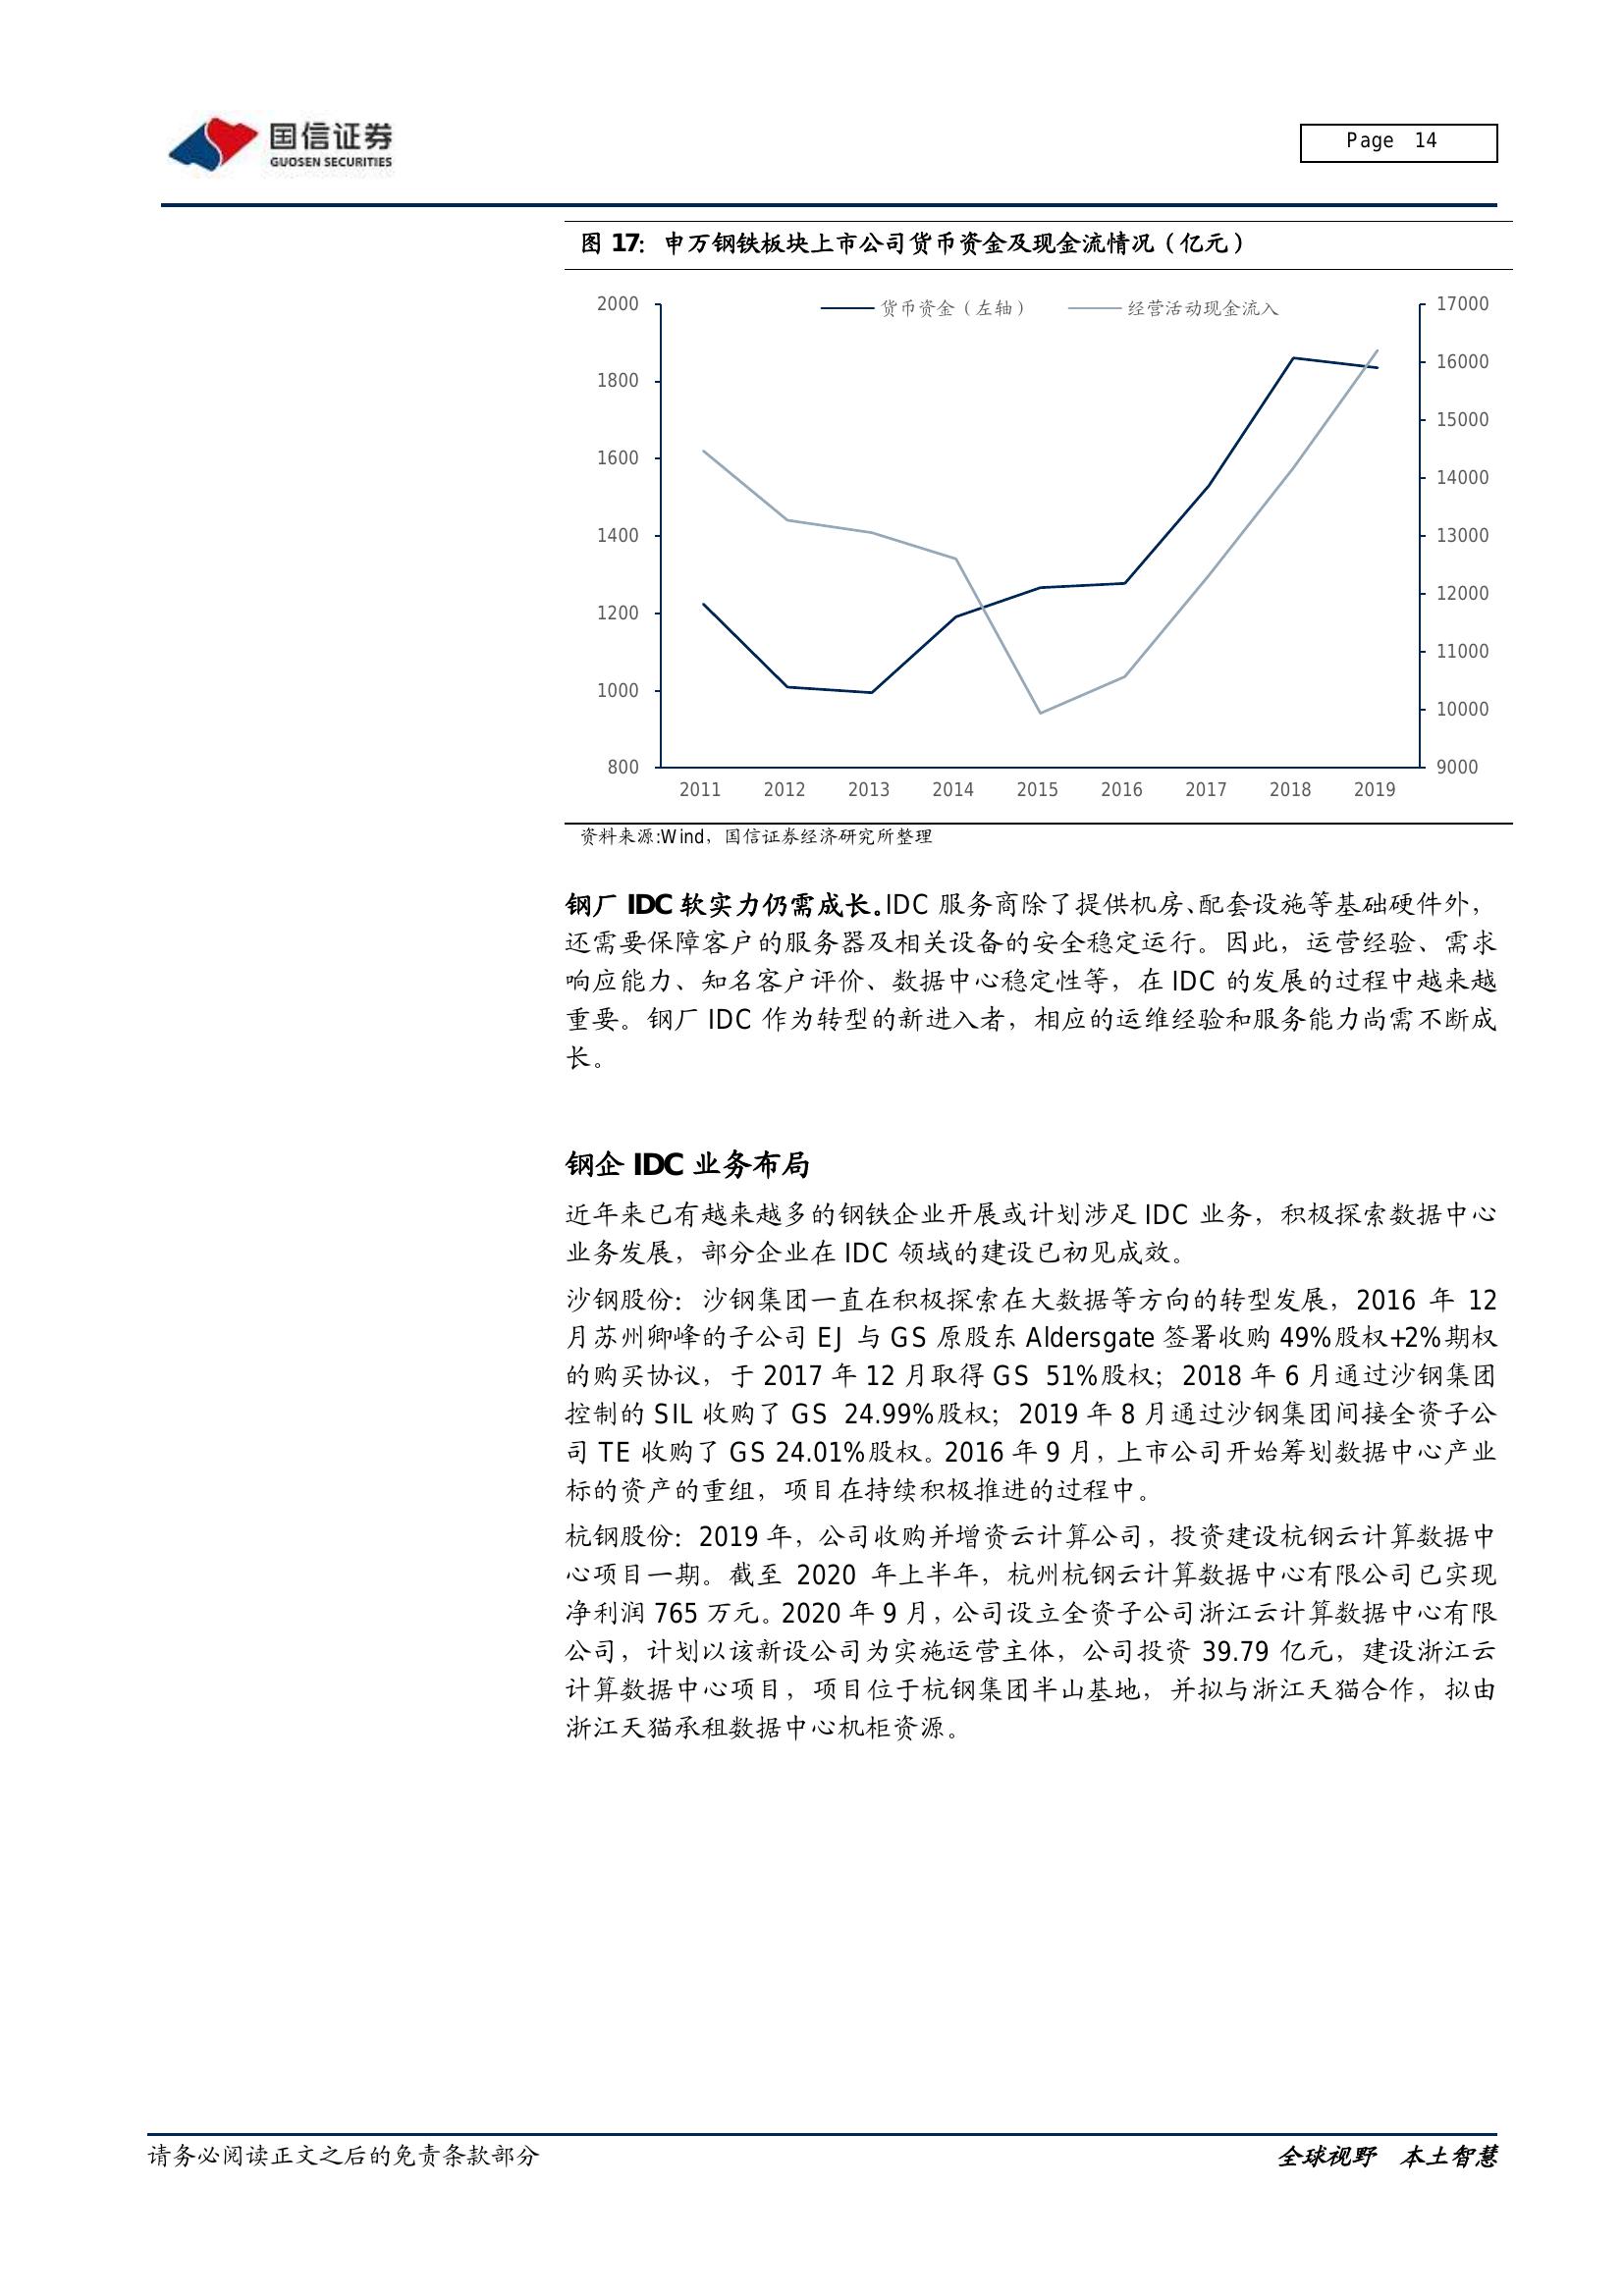 国信证券
GUOSEN SECURITIES
Page 14
图 17：申万钢铁板块上市公司货币资金及现金流情况（亿元）
货币资金（左轴）
经营活动现金流入
2000
1800
1600
1400
1200
1000
800
17000
16000
15000
14000
13000
12000
11000
10000
9000
2011 2012 2013 2014 2015 2016 2017 2018 2019
资料来源:Wind，国信证券经济研究所整理
钢厂 IDC 软实力仍需成长。IDC 服务商除了提供机房、配套设施等基础硬件外，
还需要保障客户的服务器及相关设备的安全稳定运行。因此，运营经验、需求
响应能力、知名客户评价、数据中心稳定性等，在 IDC 的发展的过程中越来越
重要。钢厂 IDC 作为转型的新进入者，相应的运维经验和服务能力尚需不断成
长。
钢企 IDC 业务布局
近年来已有越来越多的钢铁企业开展或计划涉足 IDC 业务，积极探索数据中心
业务发展，部分企业在 IDC 领域的建设已初见成效。
沙钢股份：沙钢集团一直在积极探索在大数据等方向的转型发展，2016 年 12
月苏州卿峰的子公司 EJ 与 GS 原股东 Aldersgate 签署收购 49%股权+2%期权
的购买协议，于 2017 年 12 月取得 GS 51%股权；2018 年 6 月通过沙钢集团
控制的 SIL 收购了 GS 24.99%股权；2019 年 8 月通过沙钢集团间接全资子公
司 TE 收购了 GS 24.01%股权。2016 年 9 月，上市公司开始筹划数据中心产业
标的资产的重组，项目在持续积极推进的过程中。
杭钢股份：2019 年，公司收购并增资云计算公司，投资建设杭钢云计算数据中
心项目一期。截至 2020 年上半年，杭州杭钢云计算数据中心有限公司已实现
净利润 765 万元。2020 年 9 月，公司设立全资子公司浙江云计算数据中心有限
公司，计划以该新设公司为实施运营主体，公司投资 39.79 亿元，建设浙江云
计算数据中心项目，项目位于杭钢集团半山基地，并拟与浙江天猫合作，拟由
浙江天猫承租数据中心机柜资源。
请务必阅读正文之后的免责条款部分
全球视野 本土智慧